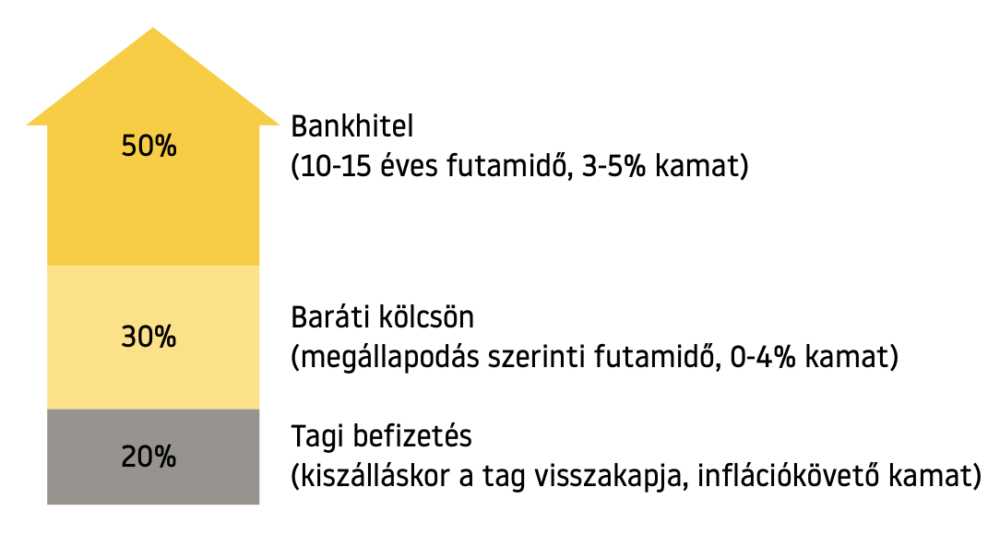 50%
Bankhitel
(10-15 éves futamidő, 3-5% kamat)
30%
Baráti kölcsön
(megállapodás szerinti futamidő, 0-4% kamat)
20%
Tagi befizetés
(kiszálláskor a tag visszakapja, inflációkövető kamat)